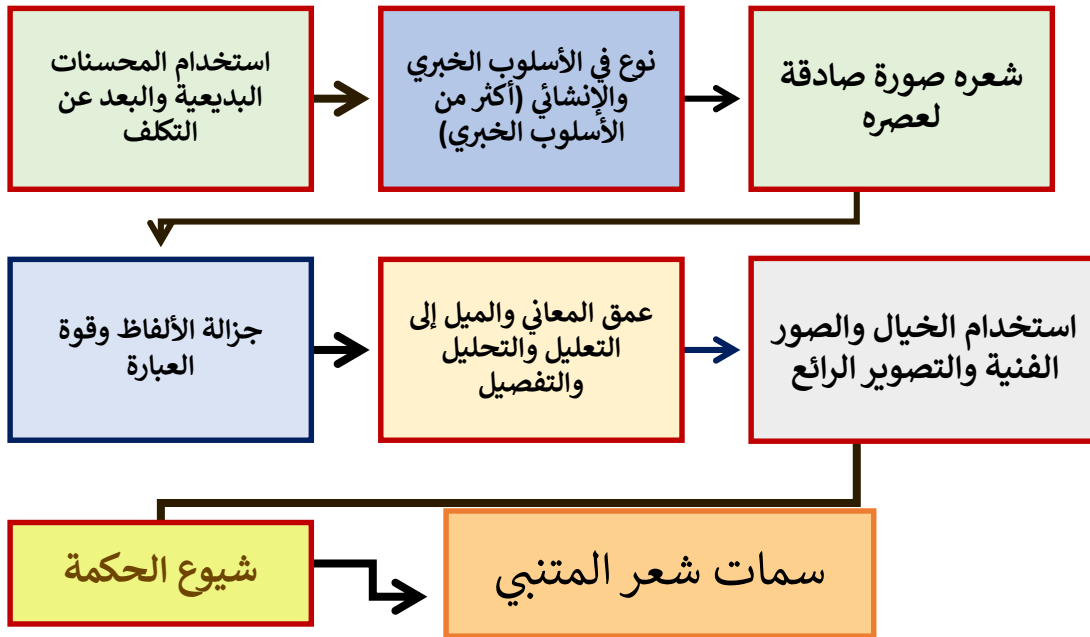 استخدام المحسنات
البديعية والبعد عن
التكلف
نوع في الأسلوب الخبري
والإنشائي (أكثر من
الأسلوب الخبري)
شعره صورة صادقة
لعصره
جزالة الألفاظ وقوة
العبارة
عمق المعاني والميل إلى
التعليل والتحليل
والتفصيل
استخدام الخيال والصور
الفنية والتصوير الرائع
شيوع الحكمة
سمات شعر المتنبي